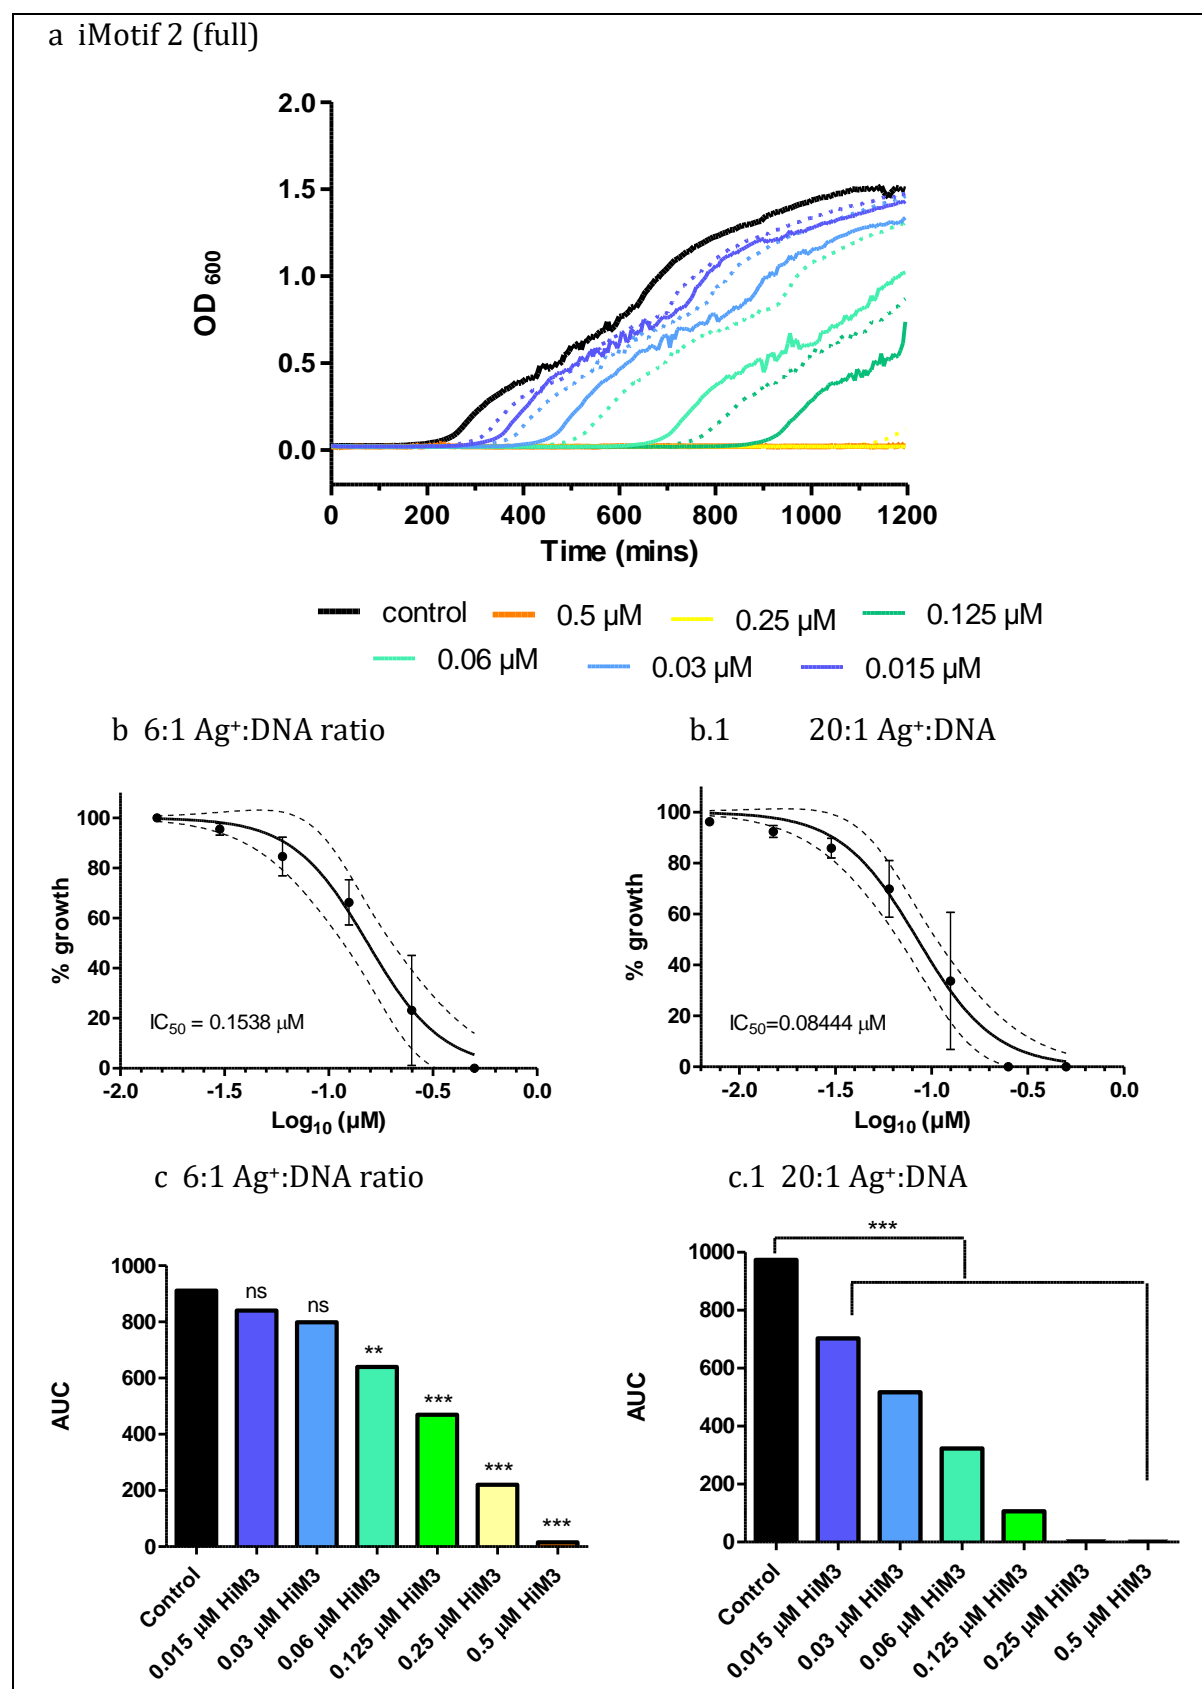 a iMotif 2 (full)
2.0
1.5
1.0
0.5
0.0
OD 600
0 200 400 600 800 1000 1200
Time (mins)
control 0.5 µM 0.25 µM 0.125 µM
0.06 µM 0.03 µM 0.015 µM
b 6:1 Ag⁺:DNA ratio
b.1 20:1 Ag⁺:DNA
100
80
60
40
20
0
% growth
IC₅₀ = 0.1538 µM
-2.0 -1.5 -1.0 -0.5 0.0
Log₁₀ (µM)
100
80
60
40
20
0
% growth
IC₅₀=0.08444 µM
-2.0 -1.5 -1.0 -0.5 0.0
Log₁₀ (µM)
c 6:1 Ag⁺:DNA ratio
c.1 20:1 Ag⁺:DNA
1000
800
600
400
200
0
AUC
ns
ns
**
***
***
***
Control
0.015 µM HiM3
0.03 µM HiM3
0.06 µM HiM3
0.125 µM HiM3
0.25 µM HiM3
0.5 µM HiM3
***
1000
800
600
400
200
0
AUC
Control
0.015 µM HiM3
0.03 µM HiM3
0.06 µM HiM3
0.125 µM HiM3
0.25 µM HiM3
0.5 µM HiM3